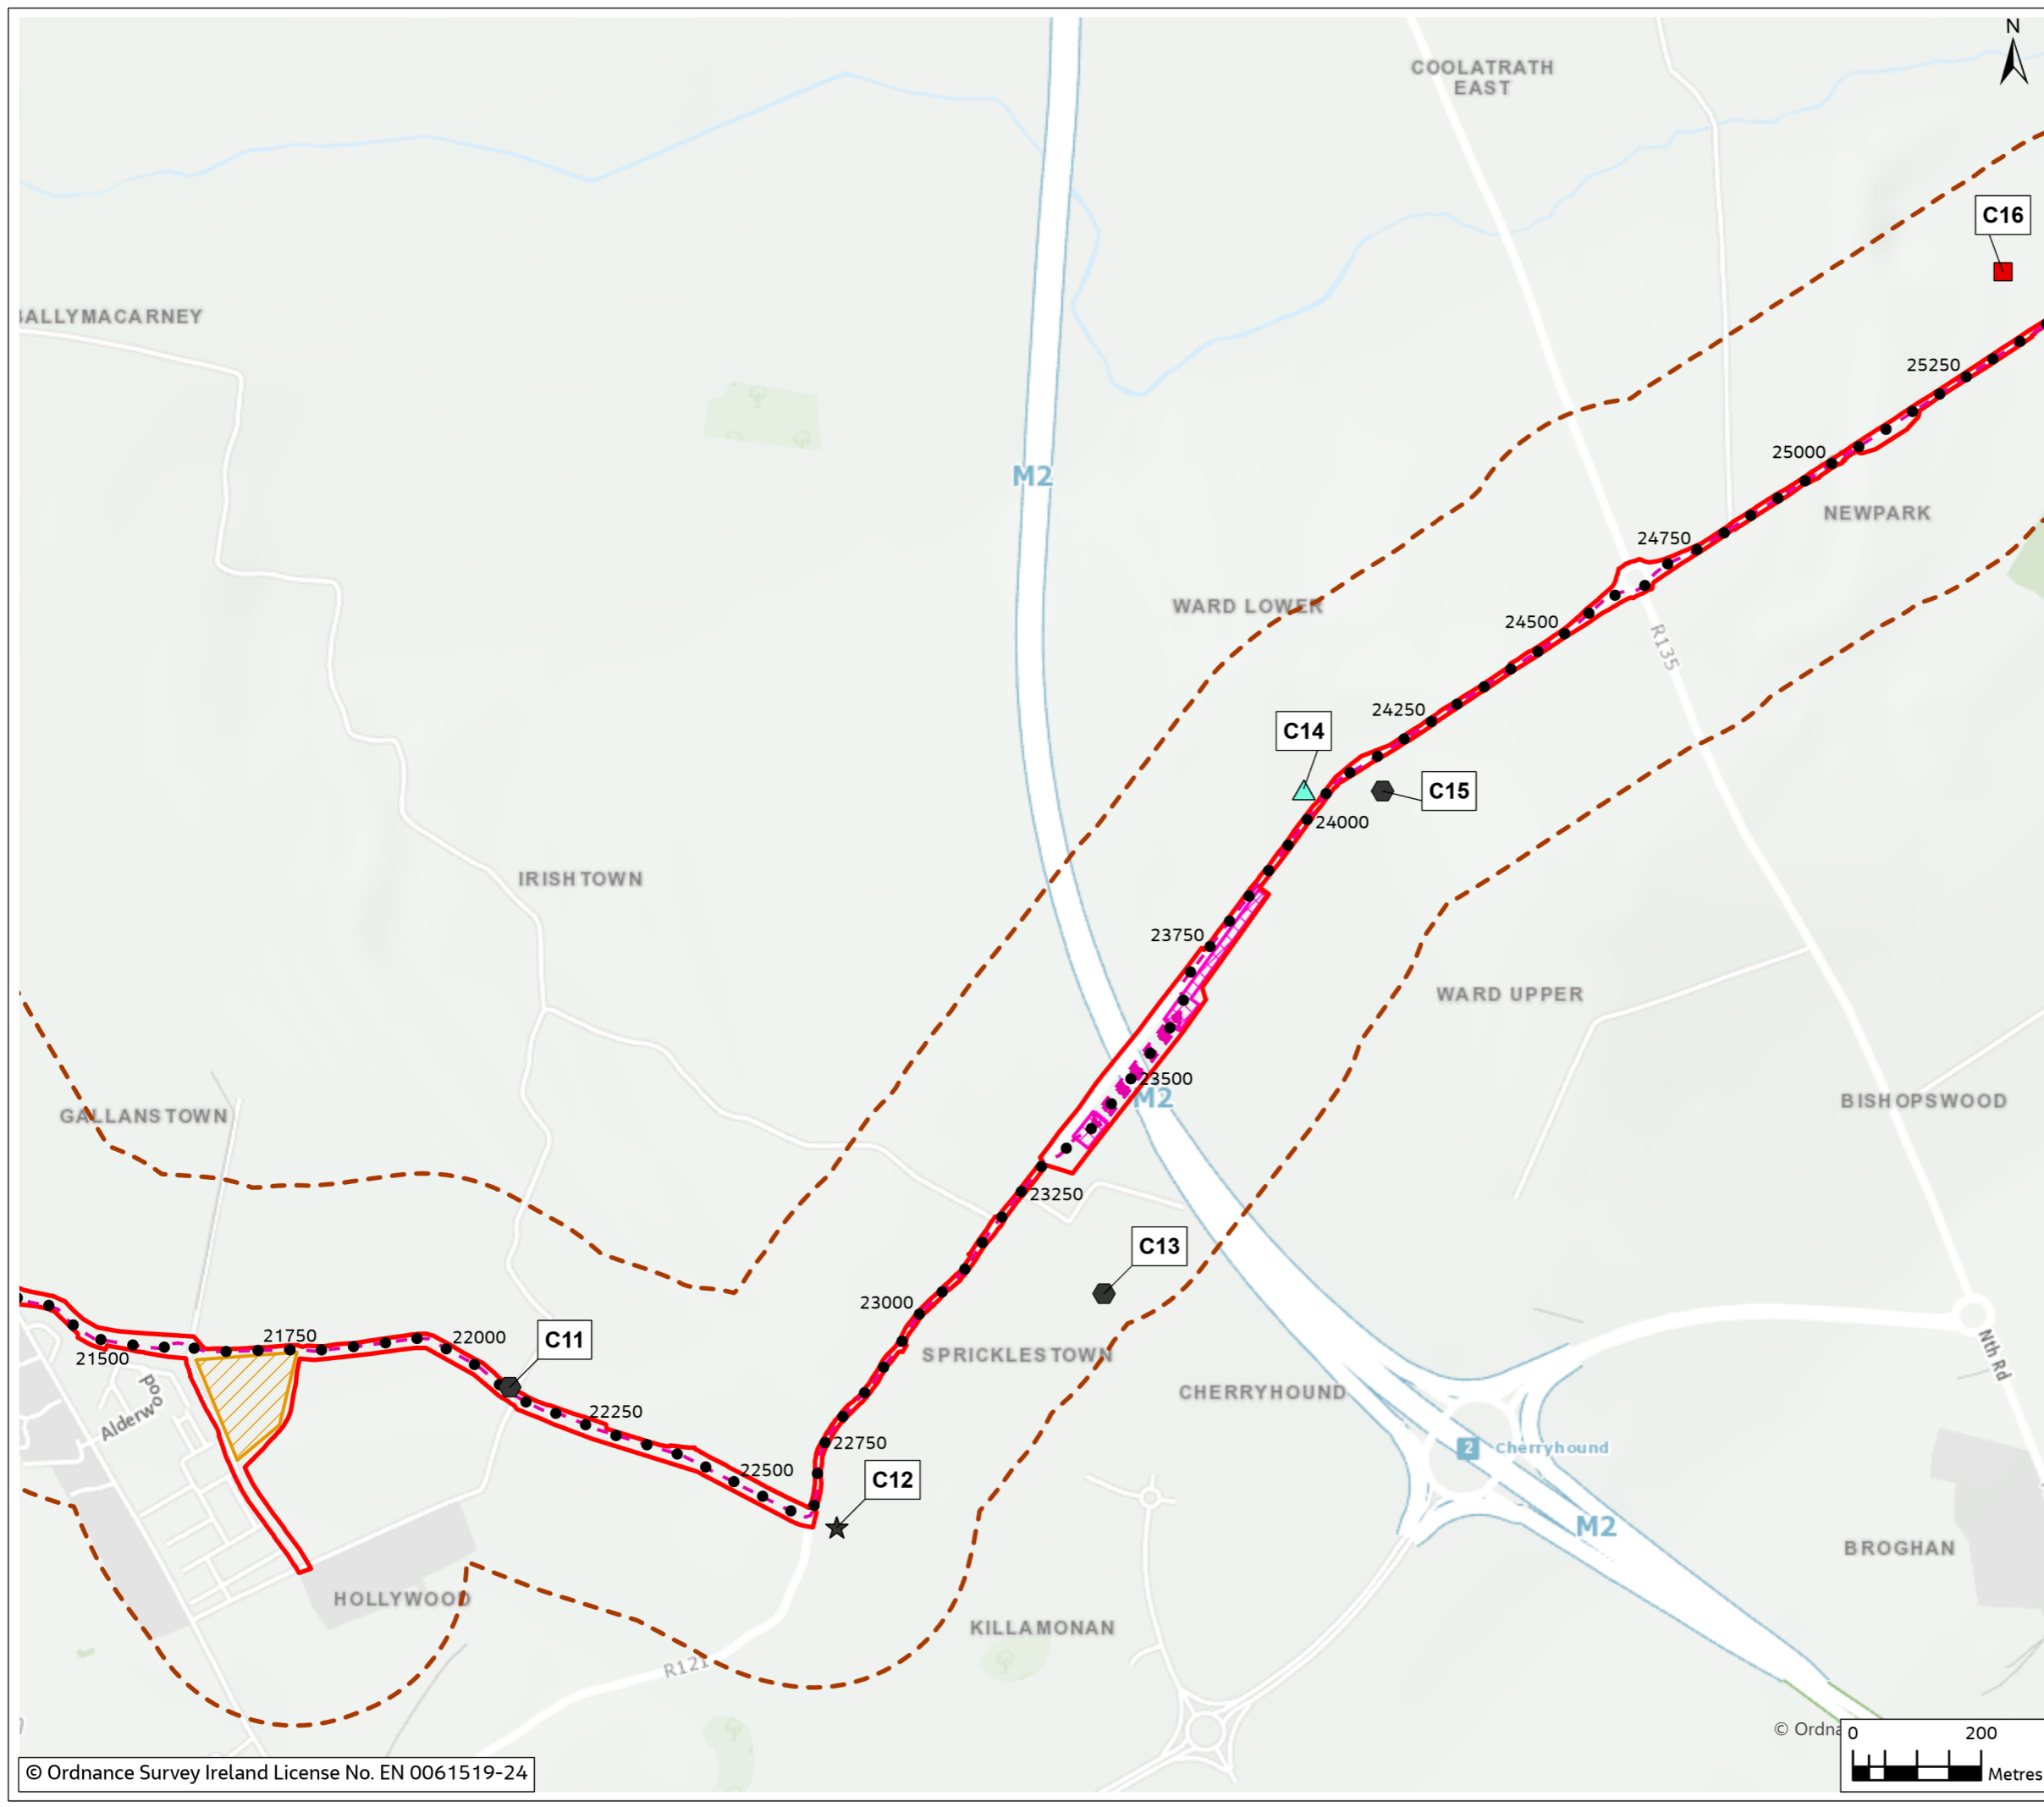 N
COOLATRATH
EAST
C16
BALLYMACARNEY
25250
M2
25000
NEWPARK
24750
WARD LOWER
24500
R135
24250
C14
C15
24000
IRISHTOWN
23750
WARD UPPER
23500
M2
GALLANSTOWN
BISHOPSWOOD
23250
C13
23000
21750
22000
C11
21500
SPRICKLESTOWN
Nth Rd
CHERRYHOUND
Alderwood
22250
22750
2 Cherryhound
22500
C12
M2
BROGHAN
HOLLYWOOD
KILLAMONAN
R121
© Ordna
0 200
Metres
© Ordnance Survey Ireland License No. EN 0061519-24